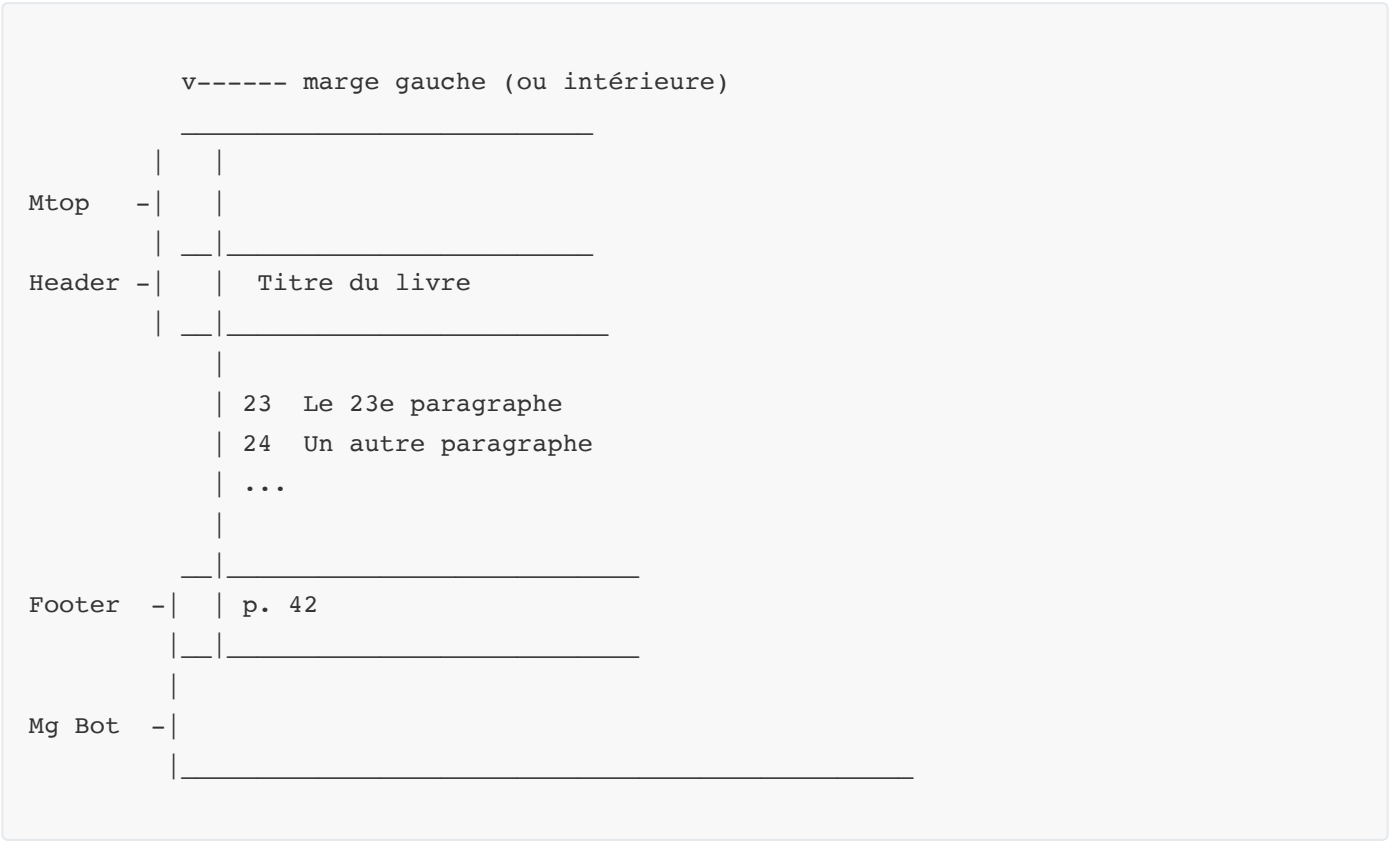 v------ marge gauche (ou intérieure)
Mtop -|
Header -| | Titre du livre
| 23 Le 23e paragraphe
| 24 Un autre paragraphe
| ...
Footer -| | p. 42
Mg Bot -|